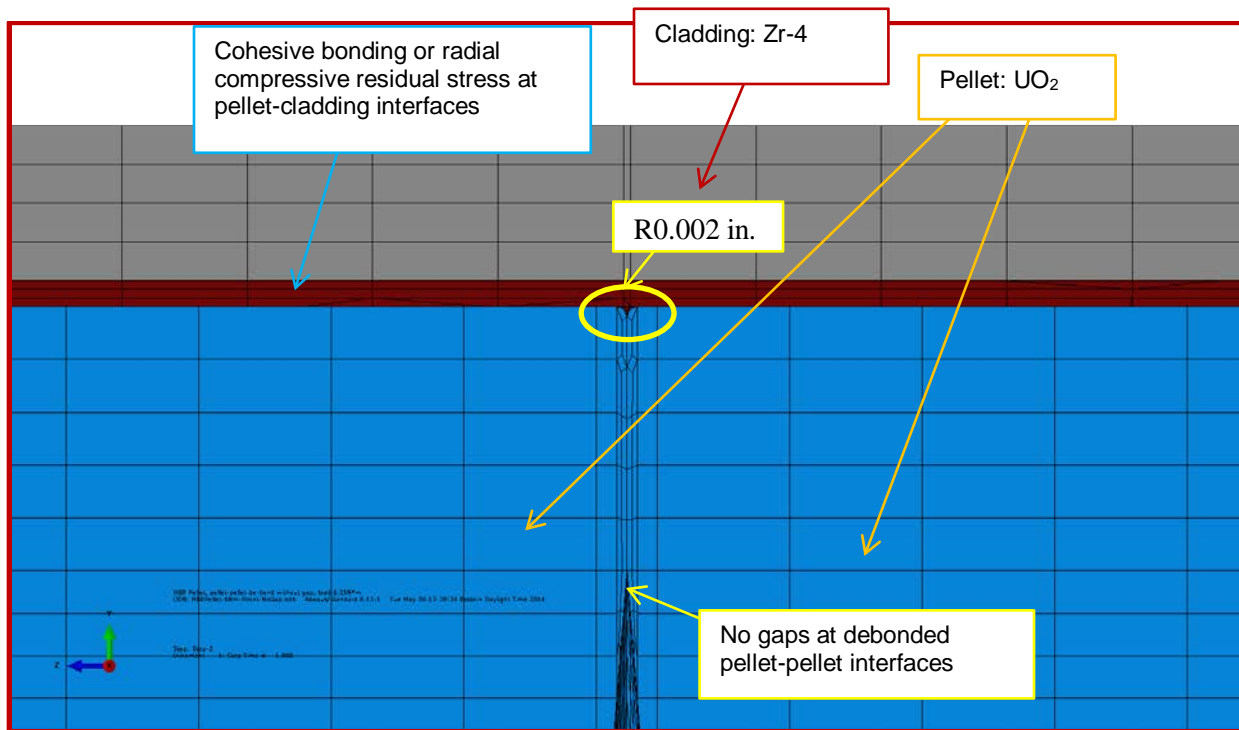 Cohesive bonding or radial
compressive residual stress at
pellet-cladding interfaces
Cladding: Zr-4
Pellet: UO₂
R0.002 in.
No gaps at debonded
pellet-pellet interfaces
Y
Z